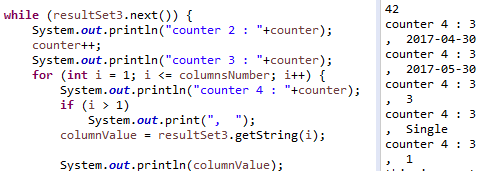 while (resultSet3.next()) {
System.out.println("counter 2 : "+counter);
counter++;
System.out.println("counter 3 : "+counter);
for (int i = 1; i <= columnsNumber; i++) {
System.out.println("counter 4 : "+counter);
if (i > 1)
System.out.print(",  ");
columnValue = resultSet3.getString(i);
System.out.println(columnValue);
42
counter 4 : 3
,  2017-04-30
counter 4 : 3
,  2017-05-30
counter 4 : 3
,  3
counter 4 : 3
,  Single
counter 4 : 3
,  1